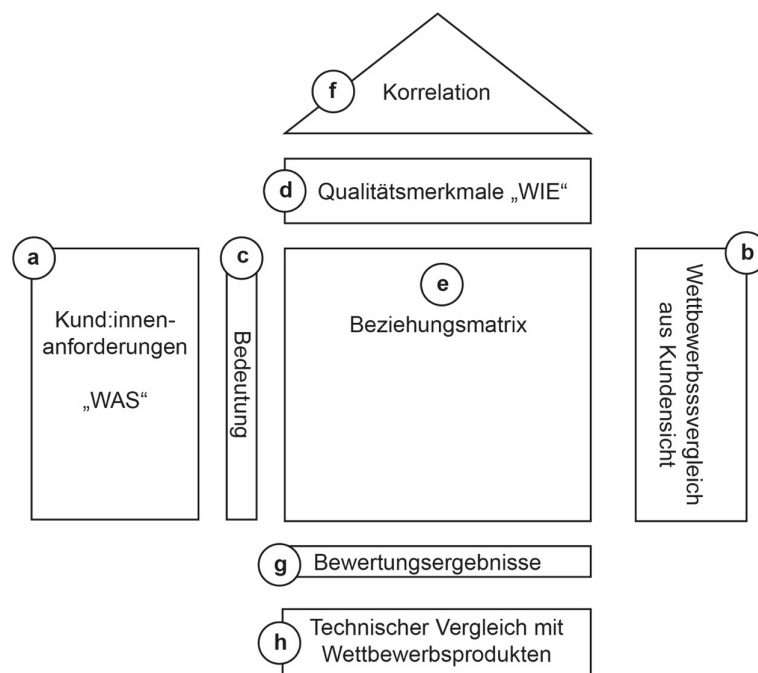 f
Korrelation
d
Qualitätsmerkmale „WIE“
a
Kund:innen-
anforderungen
„WAS“
c
Bedeutung
e
Beziehungsmatrix
b
Wettbewerbsssvergleich
aus Kundensicht
g
Bewertungsergebnisse
h
Technischer Vergleich mit
Wettbewerbsprodukten